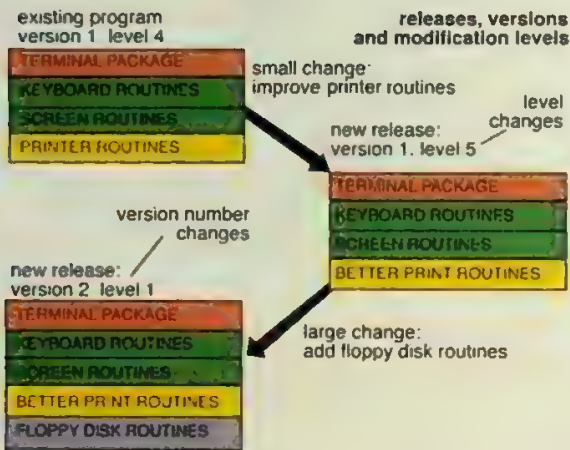 existing program
version 1 level 4
TERMINAL PACKAGE
KEYBOARD ROUTINES
SCREEN ROUTINES
PRINTER ROUTINES
releases, versions
and modification levels
small change:
improve printer routines
level
changes
new release:
version 1. level 5
TERMINAL PACKAGE
KEYBOARD ROUTINES
SCREEN ROUTINES
BETTER PRINT ROUTINES
version number
changes
new release:
version 2 level 1
TERMINAL PACKAGE
KEYBOARD ROUTINES
SCREEN ROUTINES
BETTER PRINT ROUTINES
FLOPPY DISK ROUTINES
large change:
add floppy disk routines